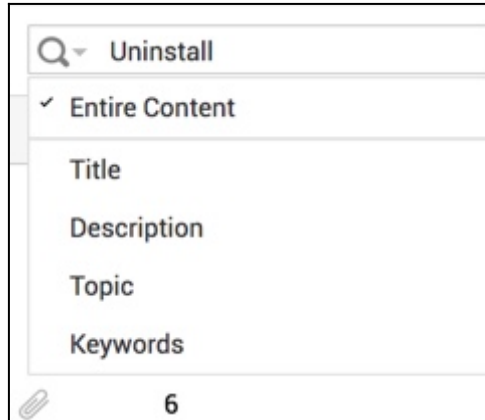 Uninstall
Entire Content
Title
Description
Topic
Keywords
6